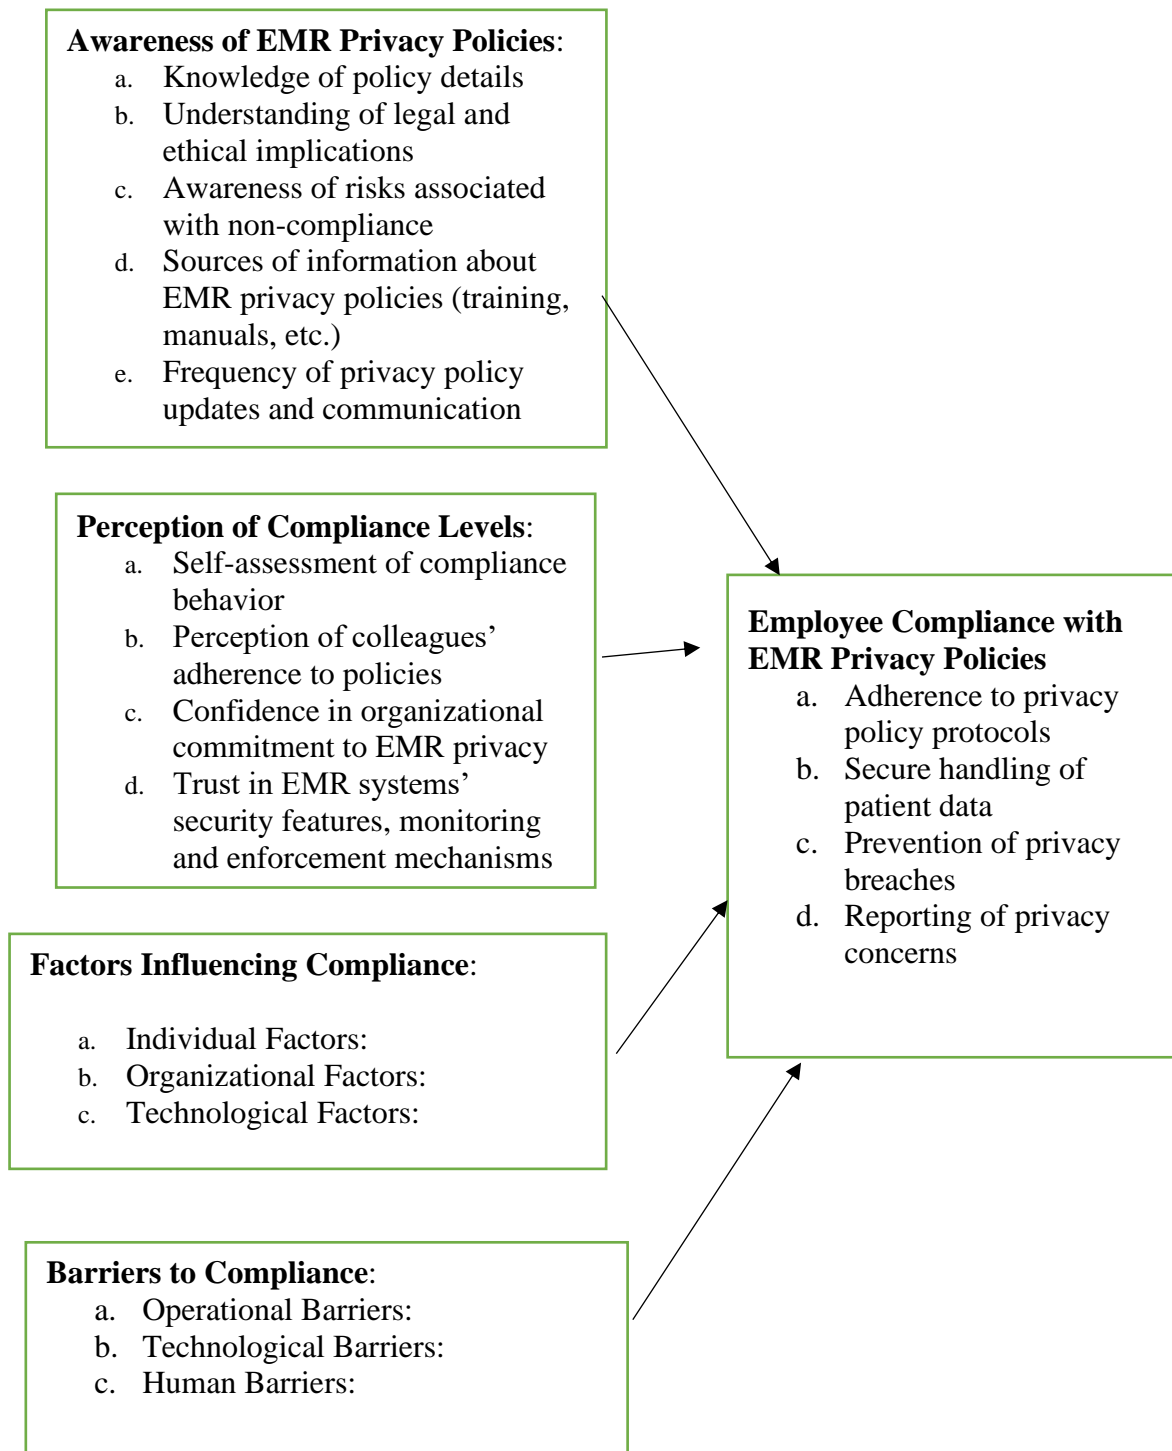 Awareness of EMR Privacy Policies:
a. Knowledge of policy details
b. Understanding of legal and
ethical implications
c. Awareness of risks associated
with non-compliance
d. Sources of information about
EMR privacy policies (training,
manuals, etc.)
e. Frequency of privacy policy
updates and communication
Perception of Compliance Levels:
a. Self-assessment of compliance
behavior
b. Perception of colleagues’
adherence to policies
c. Confidence in organizational
commitment to EMR privacy
d. Trust in EMR systems’
security features, monitoring
and enforcement mechanisms
Factors Influencing Compliance:
a. Individual Factors:
b. Organizational Factors:
c. Technological Factors:
Barriers to Compliance:
a. Operational Barriers:
b. Technological Barriers:
c. Human Barriers:
Employee Compliance with
EMR Privacy Policies
a. Adherence to privacy
policy protocols
b. Secure handling of
patient data
c. Prevention of privacy
breaches
d. Reporting of privacy
concerns